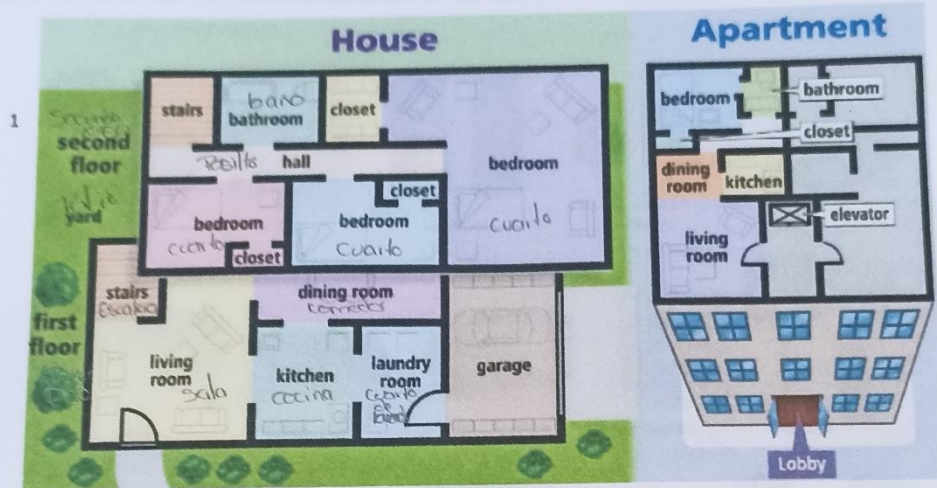 House
Apartment
1
stairs
baño
bathroom
closet
second
floor
hall
bedroom
closet
yard
bedroom
cuarto
closet
bedroom
cuarto
cuarto
stairs
Escalera
dining room
comedor
first
floor
living
room
sala
kitchen
cocina
laundry
room
cuarto
de
garage
bedroom
bathroom
closet
dining
room
kitchen
elevator
living
room
Lobby